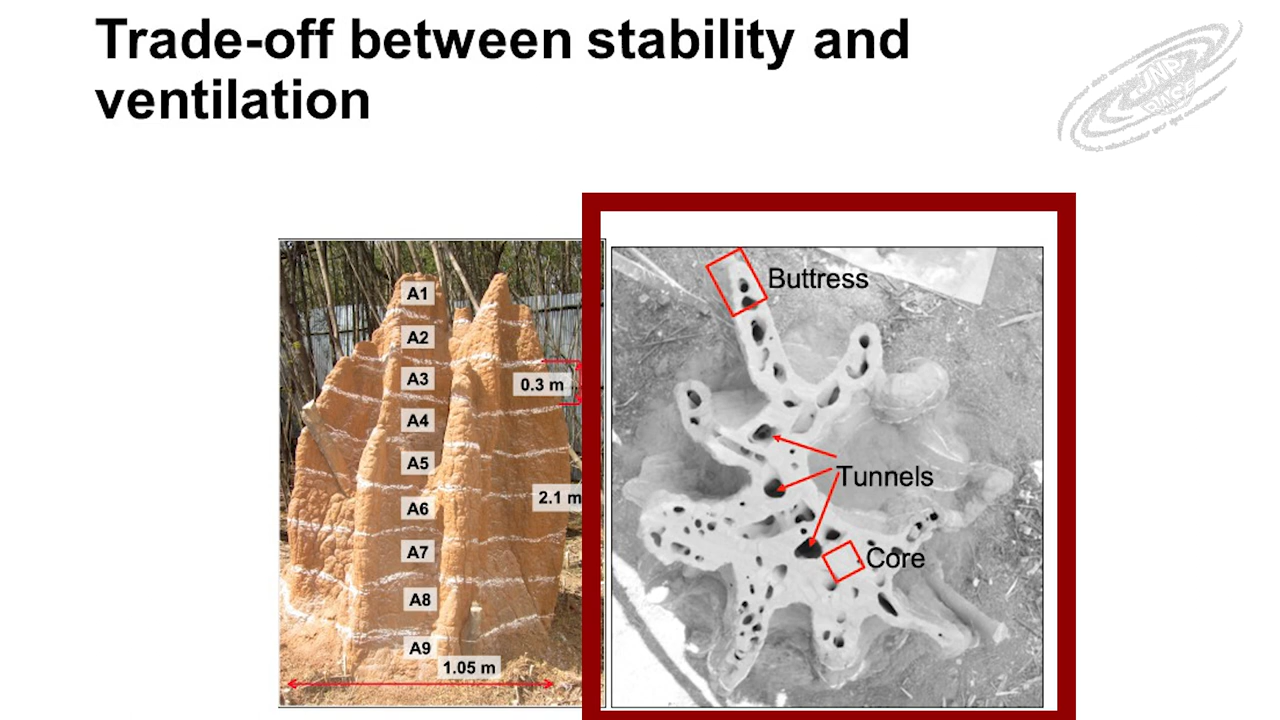 Trade-off between stability and
ventilation
A1
A2
A3
0.3 m
A4
A5
2.1 m
A6
A7
A8
A9
1.05 m
Buttress
Tunnels
Core